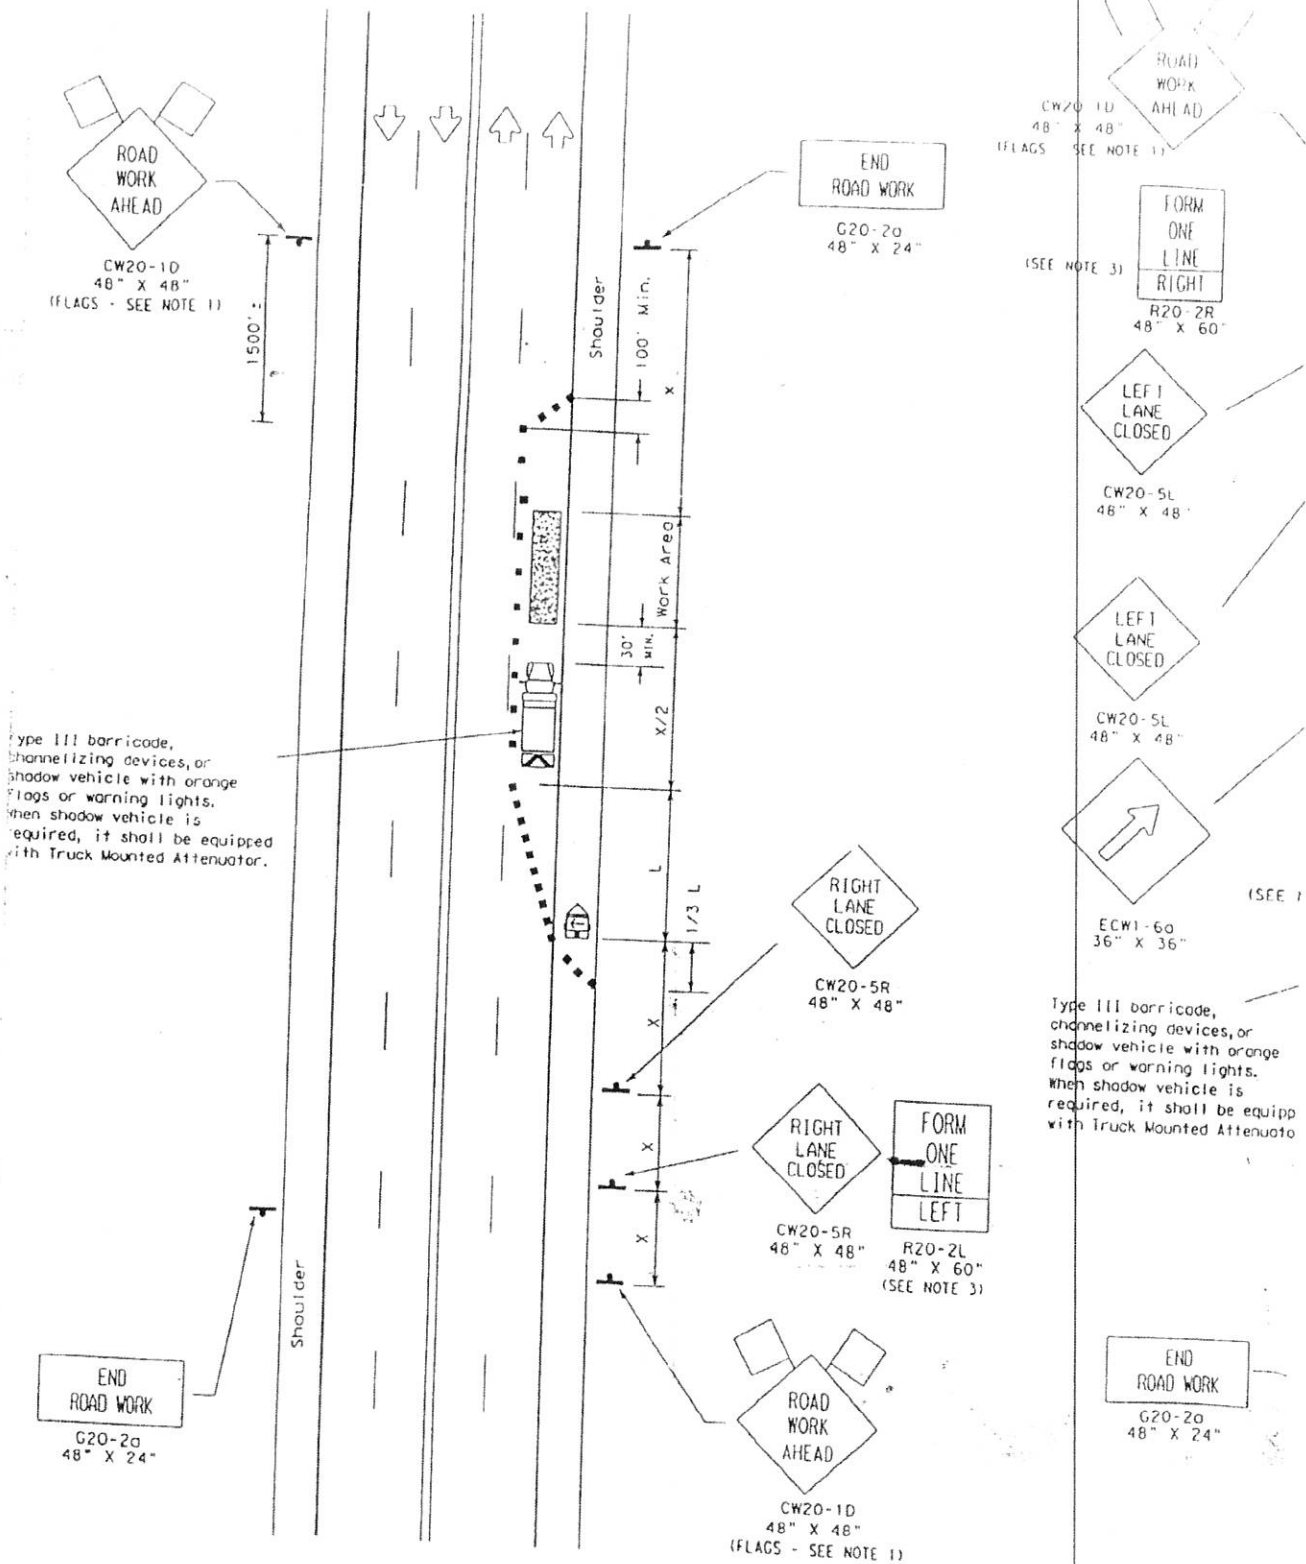 ROAD
WORK
AHEAD
CW20-1D
48" X 48"
(FLAGS - SEE NOTE 1)
1500' ±
END
ROAD WORK
G20-2a
48" X 24"
Shoulder
100' Min.
X
Work Area
30'
MIN.
X/2
Type III barricade,
channelizing devices, or
shadow vehicle with orange
flags or warning lights.
When shadow vehicle is
required, it shall be equipped
with Truck Mounted Attenuator.
L
1/3 L
RIGHT
LANE
CLOSED
CW20-5R
48" X 48"
X
X
RIGHT
LANE
CLOSED
CW20-5R
48" X 48"
FORM
ONE
LINE
LEFT
R20-2L
48" X 60"
(SEE NOTE 3)
X
Shoulder
END
ROAD WORK
G20-2a
48" X 24"
ROAD
WORK
AHEAD
CW20-1D
48" X 48"
(FLAGS - SEE NOTE 1)
ROAD
WORK
AHEAD
CW20-1D
48" X 48"
(FLAGS SEE NOTE 1)
FORM
ONE
LINE
RIGHT
(SEE NOTE 3)
R20-2R
48" X 60"
LEFT
LANE
CLOSED
CW20-5L
48" X 48"
LEFT
LANE
CLOSED
CW20-5L
48" X 48"
ECW1-6a
36" X 36"
(SEE
Type III barricade,
channelizing devices, or
shadow vehicle with orange
flags or warning lights.
When shadow vehicle is
required, it shall be equipp
with Truck Mounted Attenuato
END
ROAD WORK
G20-2a
48" X 24"